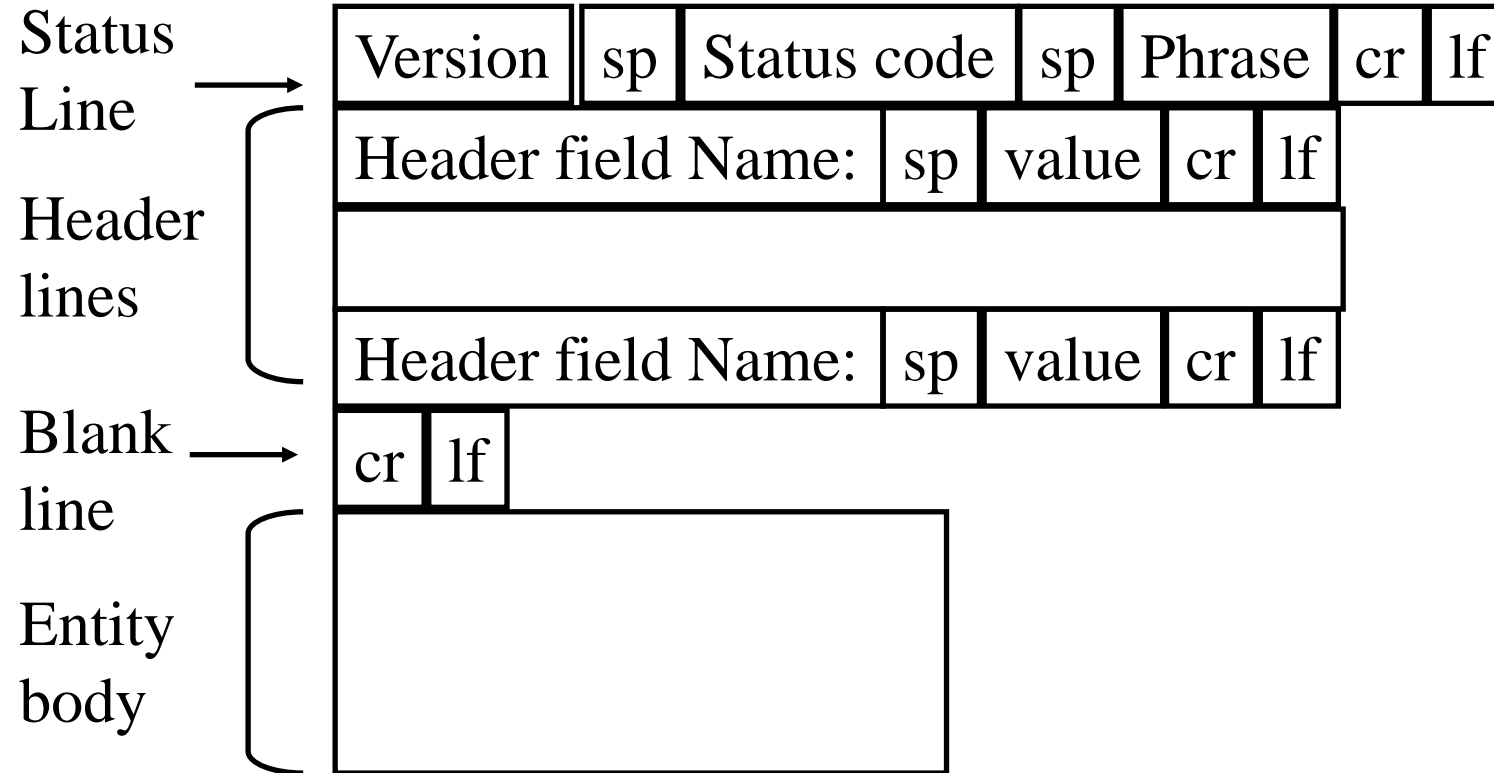 Status
Line
Version sp Status code sp Phrase cr lf
Header field Name: sp value cr lf
Header
lines
Header field Name: sp value cr lf
Blank
line
cr lf
Entity
body